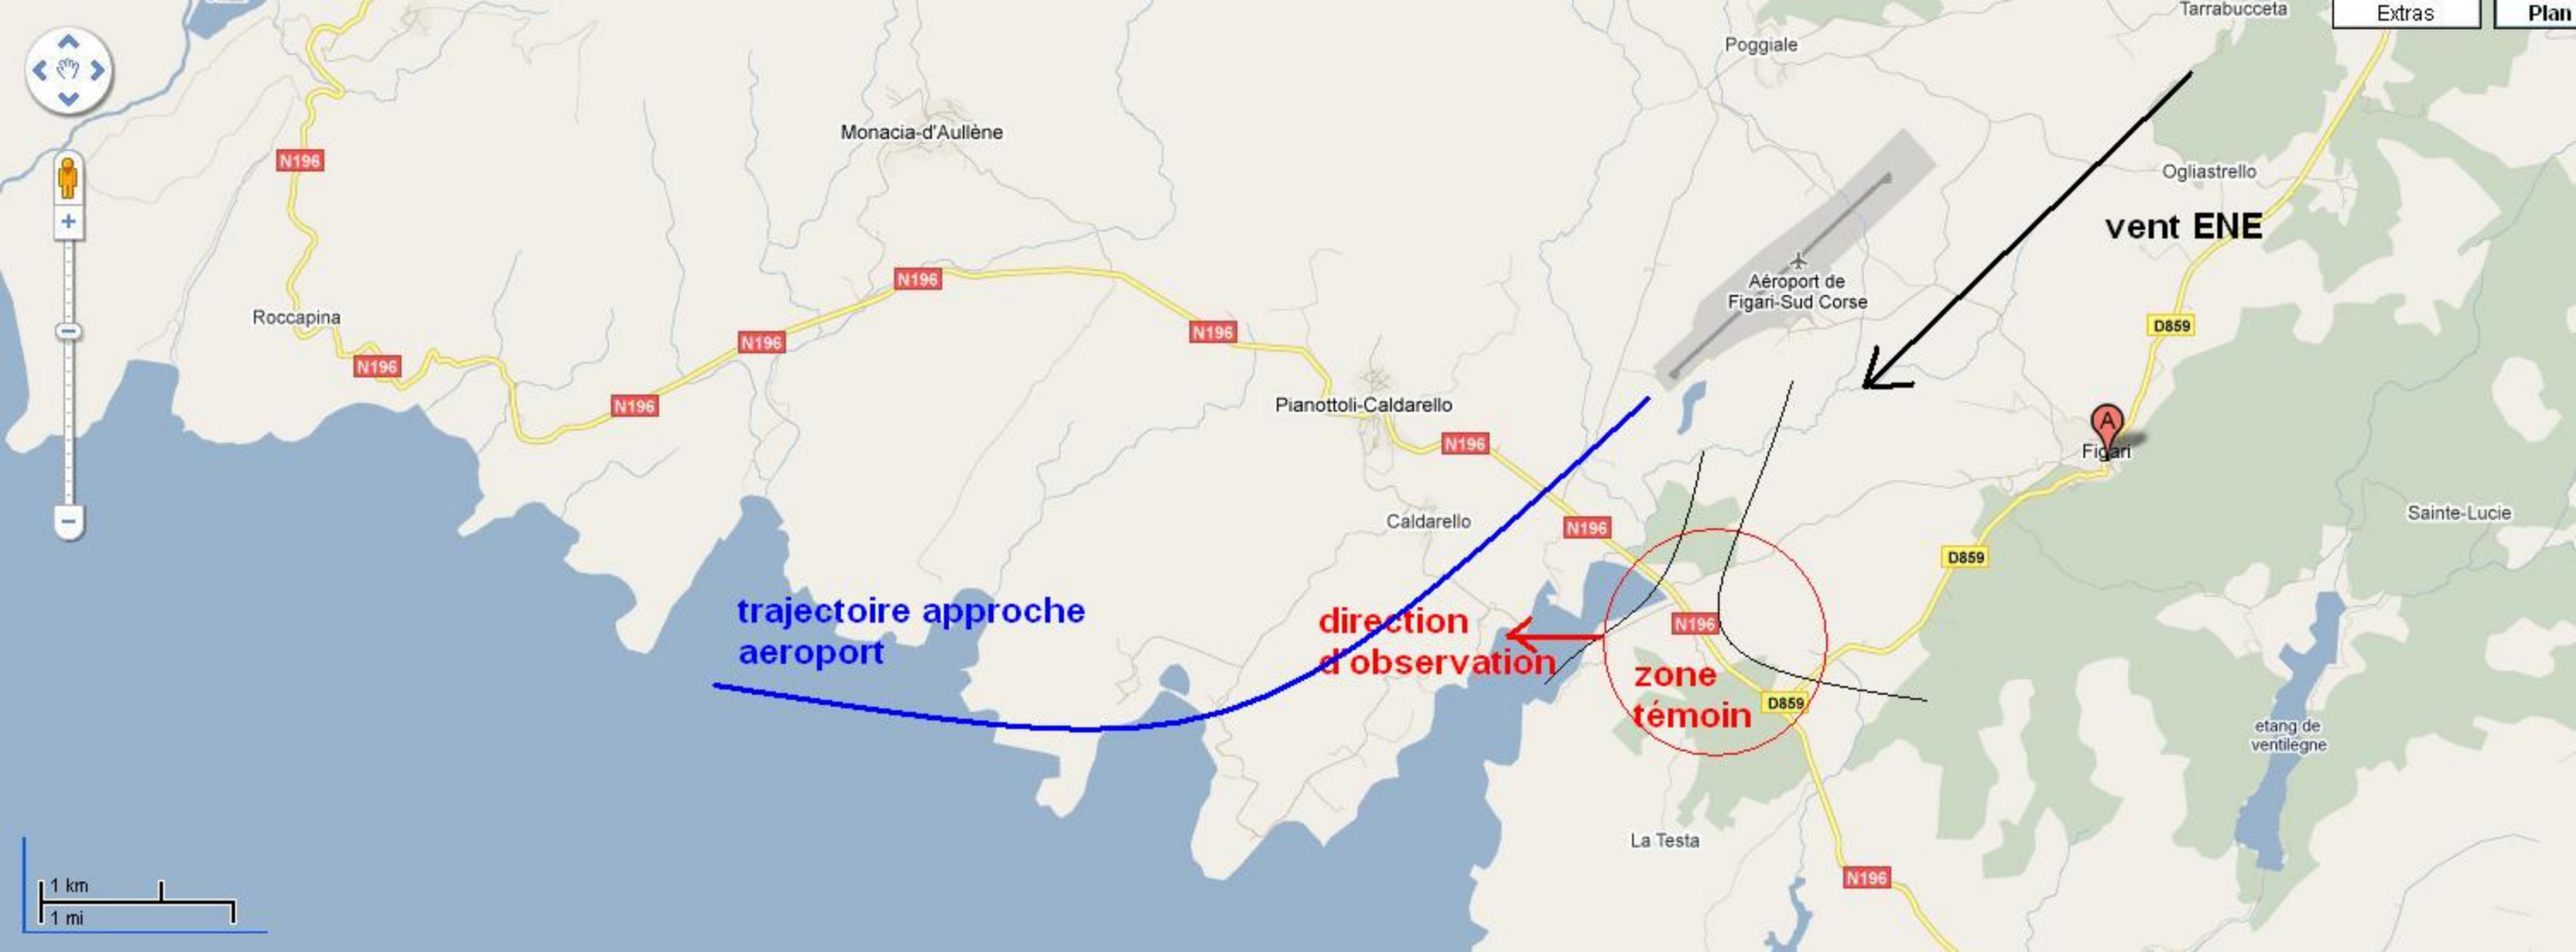 Tarrabucceta
Extras
Plan
Poggiale
Monacia-d'Aullène
N196
Ogliastrello
vent ENE
N196
Aéroport de
Figari-Sud Corse
Roccapina
N196
N196
D859
N196
Pianottoli-Caldarello
N196
N196
A
Figari
Caldarello
N196
Sainte-Lucie
D859
trajectoire approche
aeroport
direction
d'observation
N196
zone
témoin
D859
etang de
ventilegne
La Testa
N196
1 km
1 mi